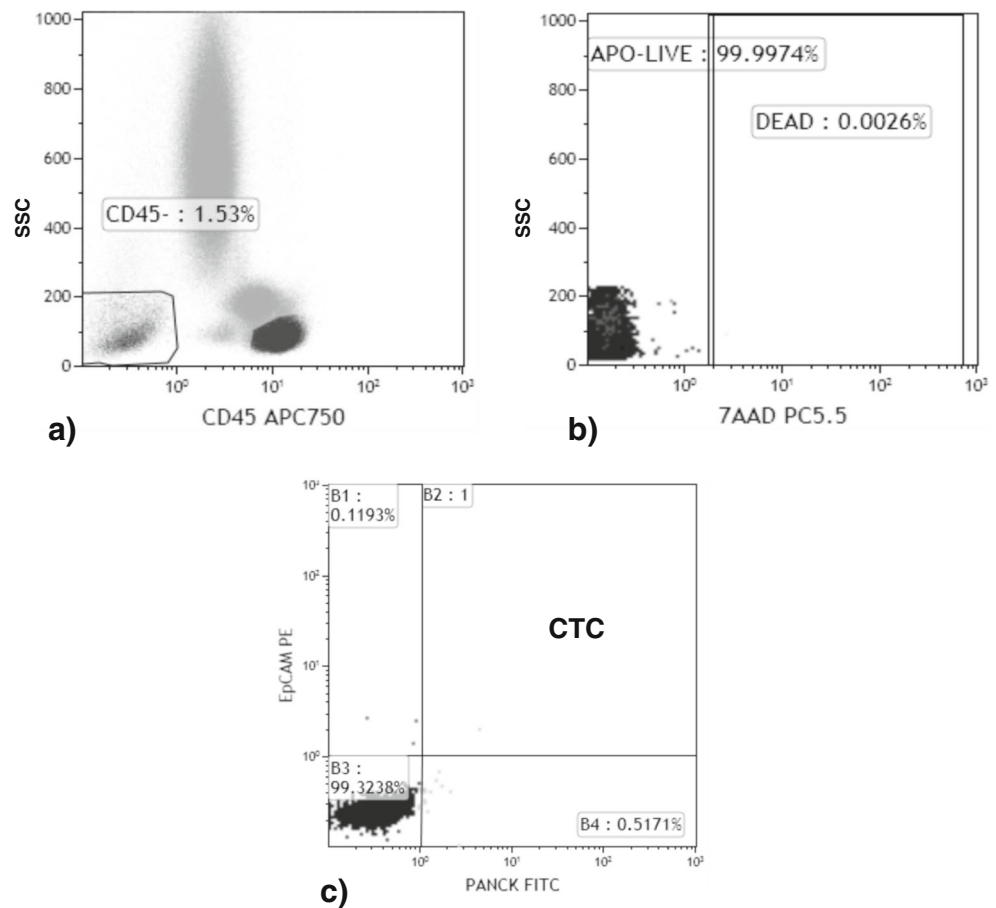 1000
800
600
400
200
0
SSC
CD45- : 1.53%
10⁰
10¹
10²
10³
CD45 APC750
a)
1000
800
600
400
200
0
SSC
APO-LIVE : 99.9974%
DEAD : 0.0026%
10⁰
10¹
10²
10³
7AAD PC5.5
b)
10³
10²
10¹
10⁰
EpCAM PE
B1 :
0.1193%
B2 : 1
CTC
B3 :
99.3238%
B4 : 0.5171%
10⁰
10¹
10²
10³
PANCK FITC
c)